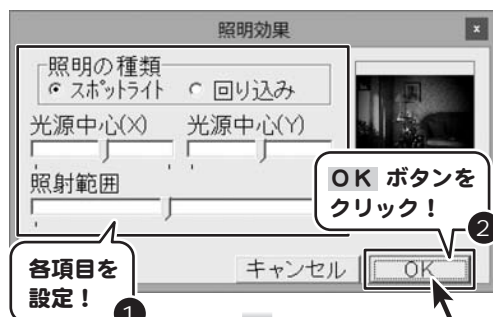 照明効果
×
照明の種類
スポットライト 回り込み
光源中心(X) 光源中心(Y)
照射範囲
OK ボタンを
クリック！
2
各項目を
設定！
1
キャンセル OK